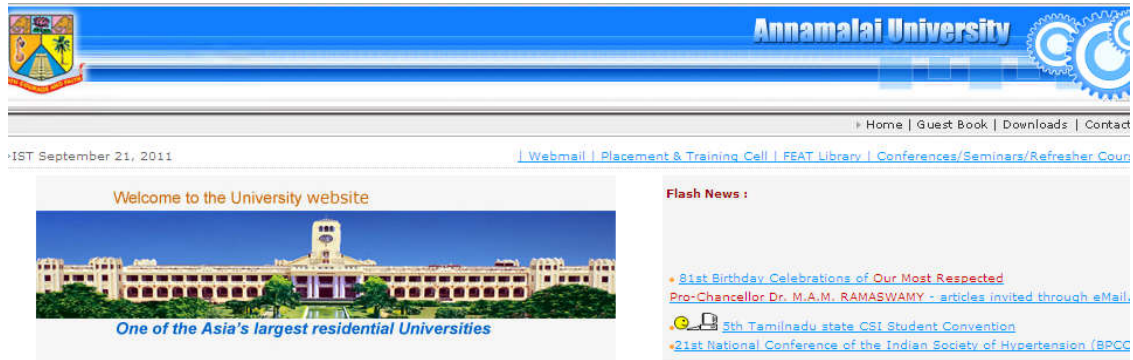 Annamalai University
Home | Guest Book | Downloads | Contact
IST September 21, 2011
| Webmail | Placement & Training Cell | FEAT Library | Conferences/Seminars/Refresher Cour
Welcome to the University website
One of the Asia's largest residential Universities
Flash News :
81st Birthday Celebrations of Our Most Respected
Pro-Chancellor Dr. M.A.M. RAMASWAMY - articles invited through eMail.
5th Tamilnadu state CSI Student Convention
21st National Conference of the Indian Society of Hypertension (BPCC